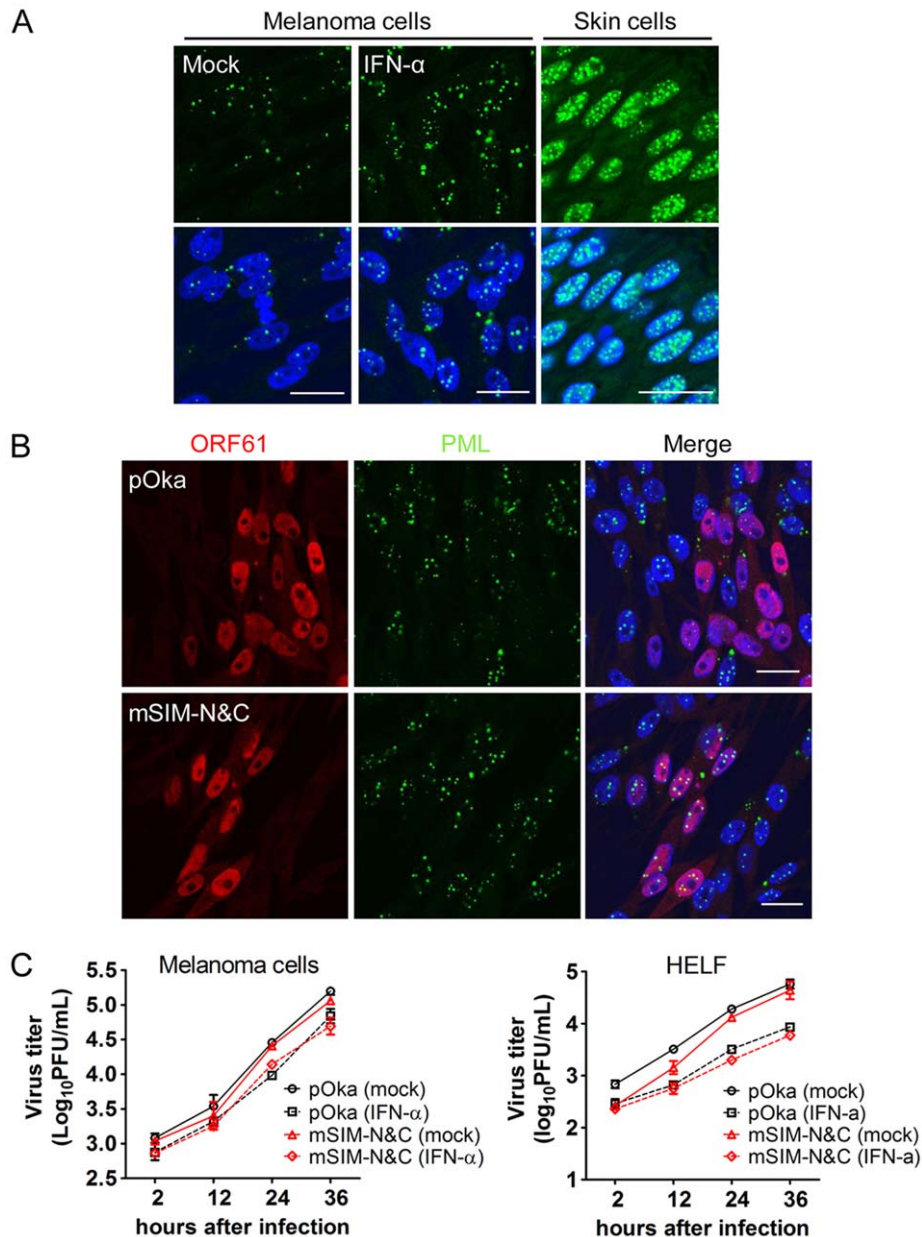 A
Melanoma cells
Skin cells
Mock
IFN-α
B
ORF61
PML
Merge
pOka
mSIM-N&C
C
Melanoma cells
Virus titer
(Log10PFU/mL)
5.5
5.0
4.5
4.0
3.5
3.0
2.5
pOka (mock)
pOka (IFN-α)
mSIM-N&C (mock)
mSIM-N&C (IFN-α)
2 12 24 36
hours after infection
HELF
Virus titer
(log10PFU/mL)
5
4
3
2
1
pOka (mock)
pOka (IFN-a)
mSIM-N&C (mock)
mSIM-N&C (IFN-a)
2 12 24 36
hours after infection